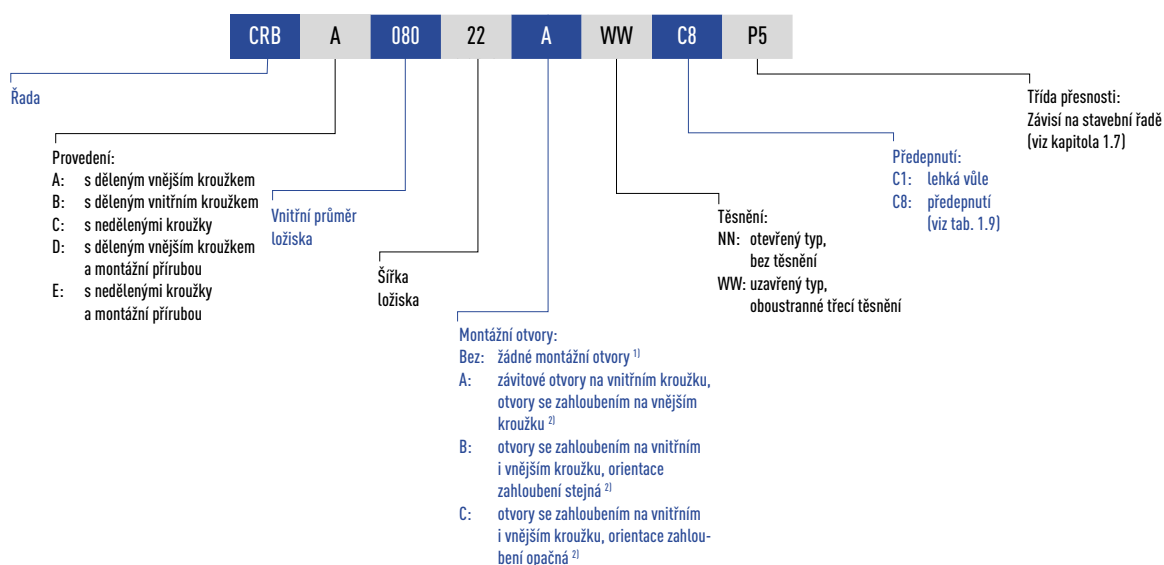 CRB A 080 22 A WW C8 P5
Řada
Provedení:
A: s děleným vnějším kroužkem
B: s děleným vnitřním kroužkem
C: s nedělenými kroužky
D: s děleným vnějším kroužkem
a montážní přírubou
E: s nedělenými kroužky
a montážní přírubou
Vnitřní průměr
ložiska
Šířka
ložiska
Montážní otvory:
Bez: žádné montážní otvory 1)
A: závitové otvory na vnitřním kroužku,
otvory se zahloubením na vnějším
kroužku 2)
B: otvory se zahloubením na vnitřním
i vnějším kroužku, orientace
zahloubení stejná 2)
C: otvory se zahloubením na vnitřním
i vnějším kroužku, orientace zahlou-
bení opačná 2)
Těsnění:
NN: otevřený typ,
bez těsnění
WW: uzavřený typ,
oboustranné třecí těsnění
Předepnutí:
C1: lehká vůle
C8: předepnutí
(viz tab. 1.9)
Třída přesnosti:
Závisí na stavební řadě
(viz kapitola 1.7)